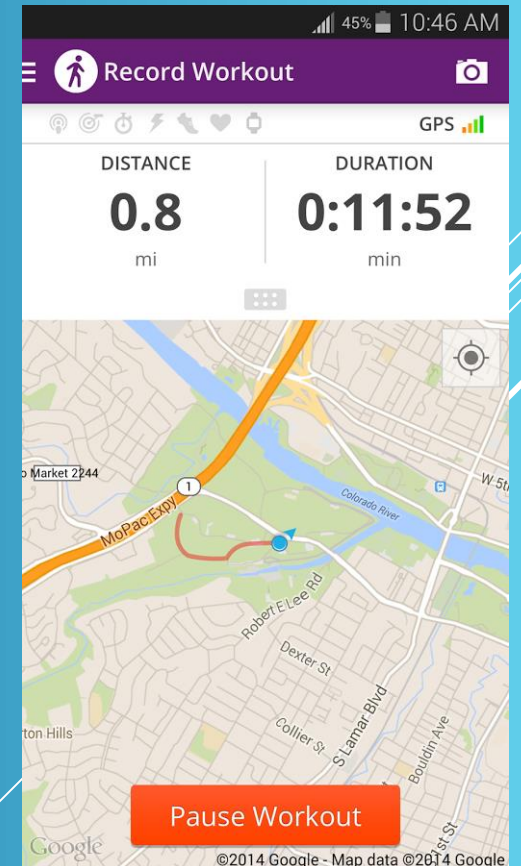 45% 10:46 AM
Record Workout
GPS
DISTANCE DURATION
0.8 0:11:52
mi min
Market 2244
1
MoPac Expy
Colorado River
W 5t
Robert E Lee Rd
Dexter St
ton Hills
Collier St
S Lamar Blvd
Bouldin Ave
Pause Workout
Google
©2014 Google - Map data ©2014 Google